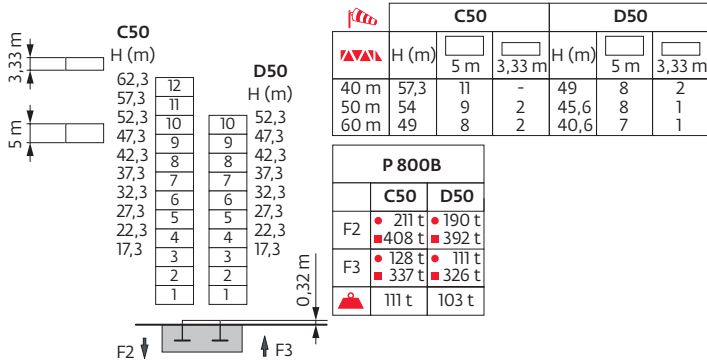 C50
H (m)
62,3
57,3
52,3
47,3
42,3
37,3
32,3
27,3
22,3
17,3
12
11
10
9
8
7
6
5
4
3
2
1
3,33 m
5 m
D50
H (m)
52,3
47,3
42,3
37,3
32,3
27,3
22,3
17,3
10
9
8
7
6
5
4
3
2
1
0,32 m
F2 F3
C50 D50
H (m) 5 m 3,33 m H (m) 5 m 3,33 m
40 m 57,3 11 - 49 8 2
50 m 54 9 2 45,6 8 1
60 m 49 8 2 40,6 7 1
P 800B
C50 D50
F2 211 t 190 t
408 t 392 t
F3 128 t 111 t
337 t 326 t
111 t 103 t